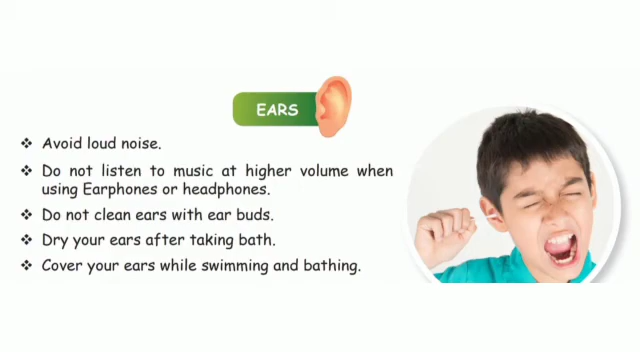 EARS
❖ Avoid loud noise.
❖ Do not listen to music at higher volume when
using Earphones or headphones.
❖ Do not clean ears with ear buds.
❖ Dry your ears after taking bath.
❖ Cover your ears while swimming and bathing.